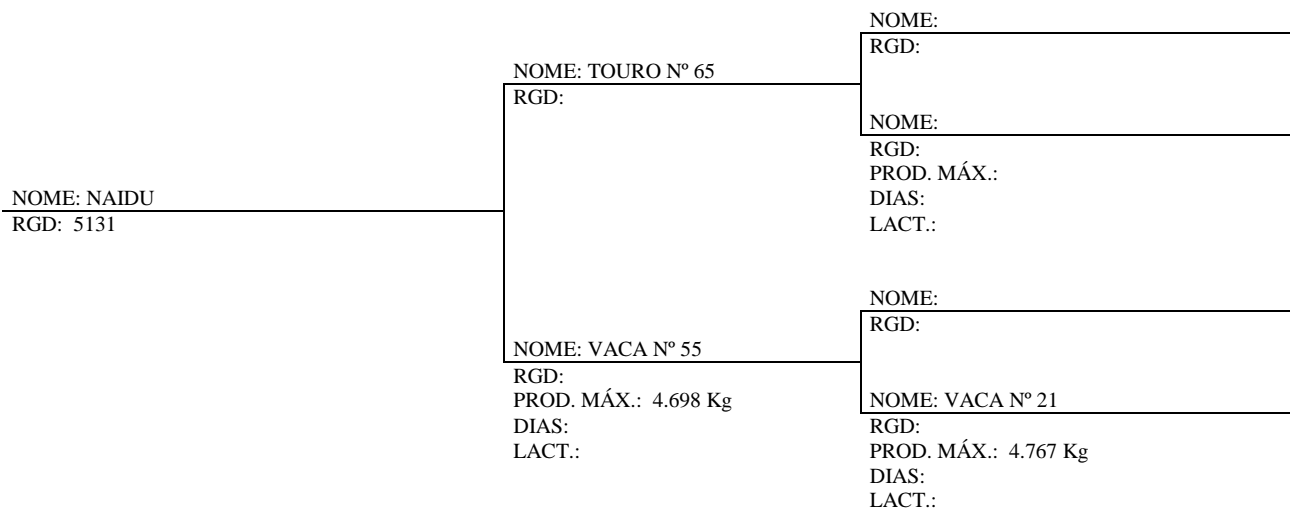 NOME: NAIDU
RGD: 5131
NOME: TOURO Nº 65
RGD:
NOME:
RGD:
NOME:
RGD:
PROD. MÁX.:
DIAS:
LACT.:
NOME: VACA Nº 55
RGD:
PROD. MÁX.: 4.698 Kg
DIAS:
LACT.:
NOME:
RGD:
NOME: VACA Nº 21
RGD:
PROD. MÁX.: 4.767 Kg
DIAS:
LACT.: